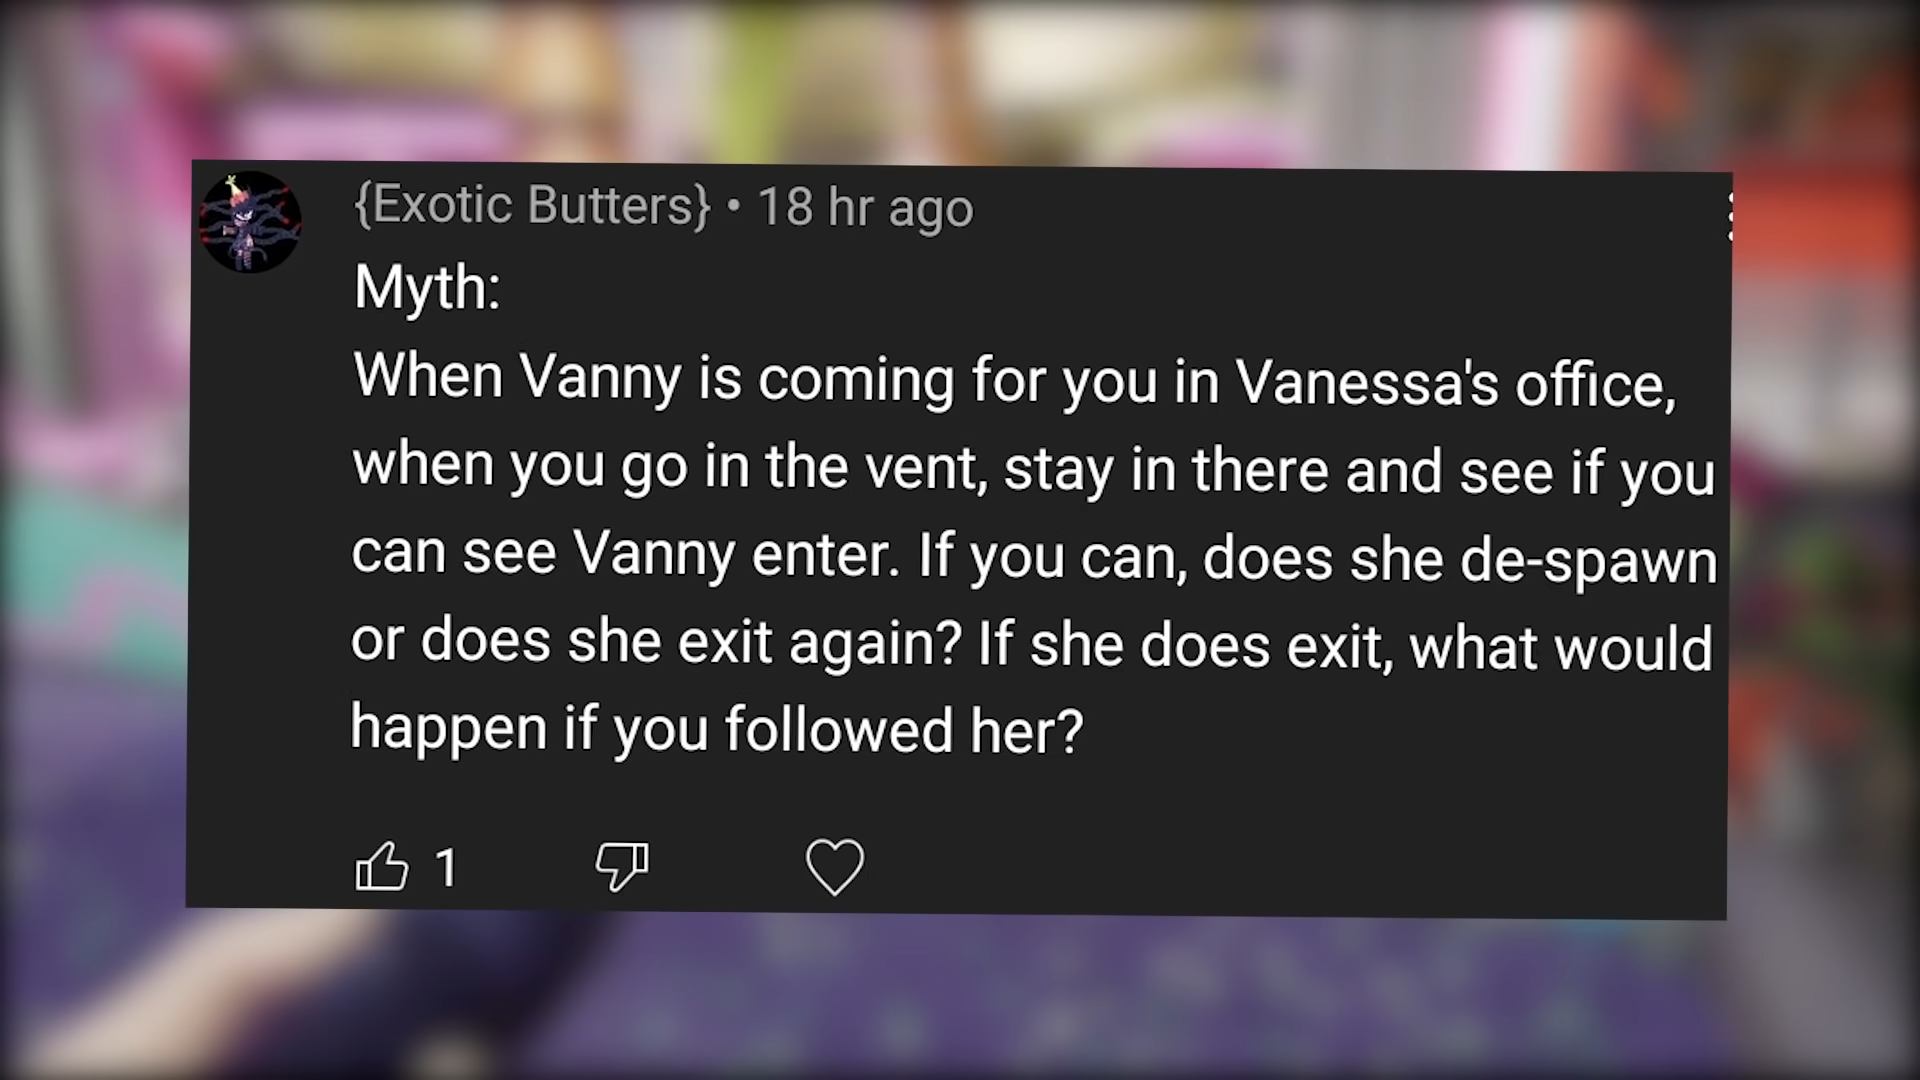 {Exotic Butters} • 18 hr ago
Myth:
When Vanny is coming for you in Vanessa's office,
when you go in the vent, stay in there and see if you
can see Vanny enter. If you can, does she de-spawn
or does she exit again? If she does exit, what would
happen if you followed her?
1